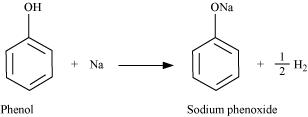 OH
ONa
+ Na
+ 1/2 H₂
Phenol
Sodium phenoxide